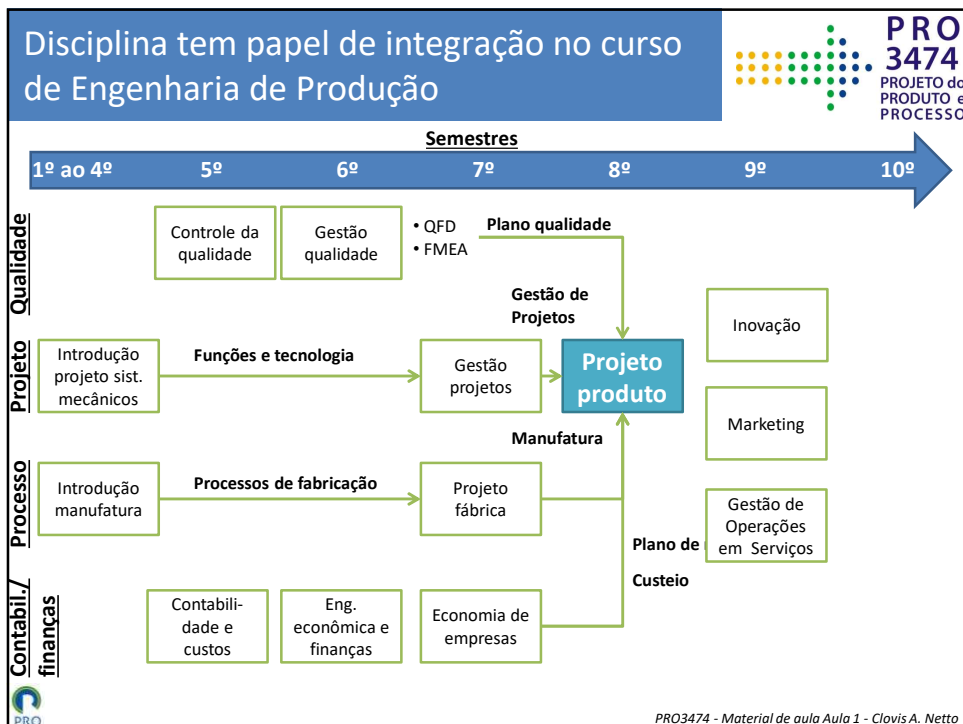 Disciplina tem papel de integração no curso
de Engenharia de Produção
PRO
3474
PROJETO do
PRODUTO e
PROCESSO
Semestres
1º ao 4º 5º 6º 7º 8º 9º 10º
Qualidade
Controle da
qualidade
Gestão
qualidade
• QFD
• FMEA
Plano qualidade
Gestão de
Projetos
Inovação
Projeto
Introdução
projeto sist.
mecânicos
Funções e tecnologia
Gestão
projetos
Projeto
produto
Marketing
Manufatura
Processo
Introdução
manufatura
Processos de fabricação
Projeto
fábrica
Gestão de
Operações
em Serviços
Plano de
Custeio
Contabil./
finanças
Contabili-
dade e
custos
Eng.
econômica e
finanças
Economia de
empresas
PRO
PRO3474 - Material de aula Aula 1 - Clovis A. Netto